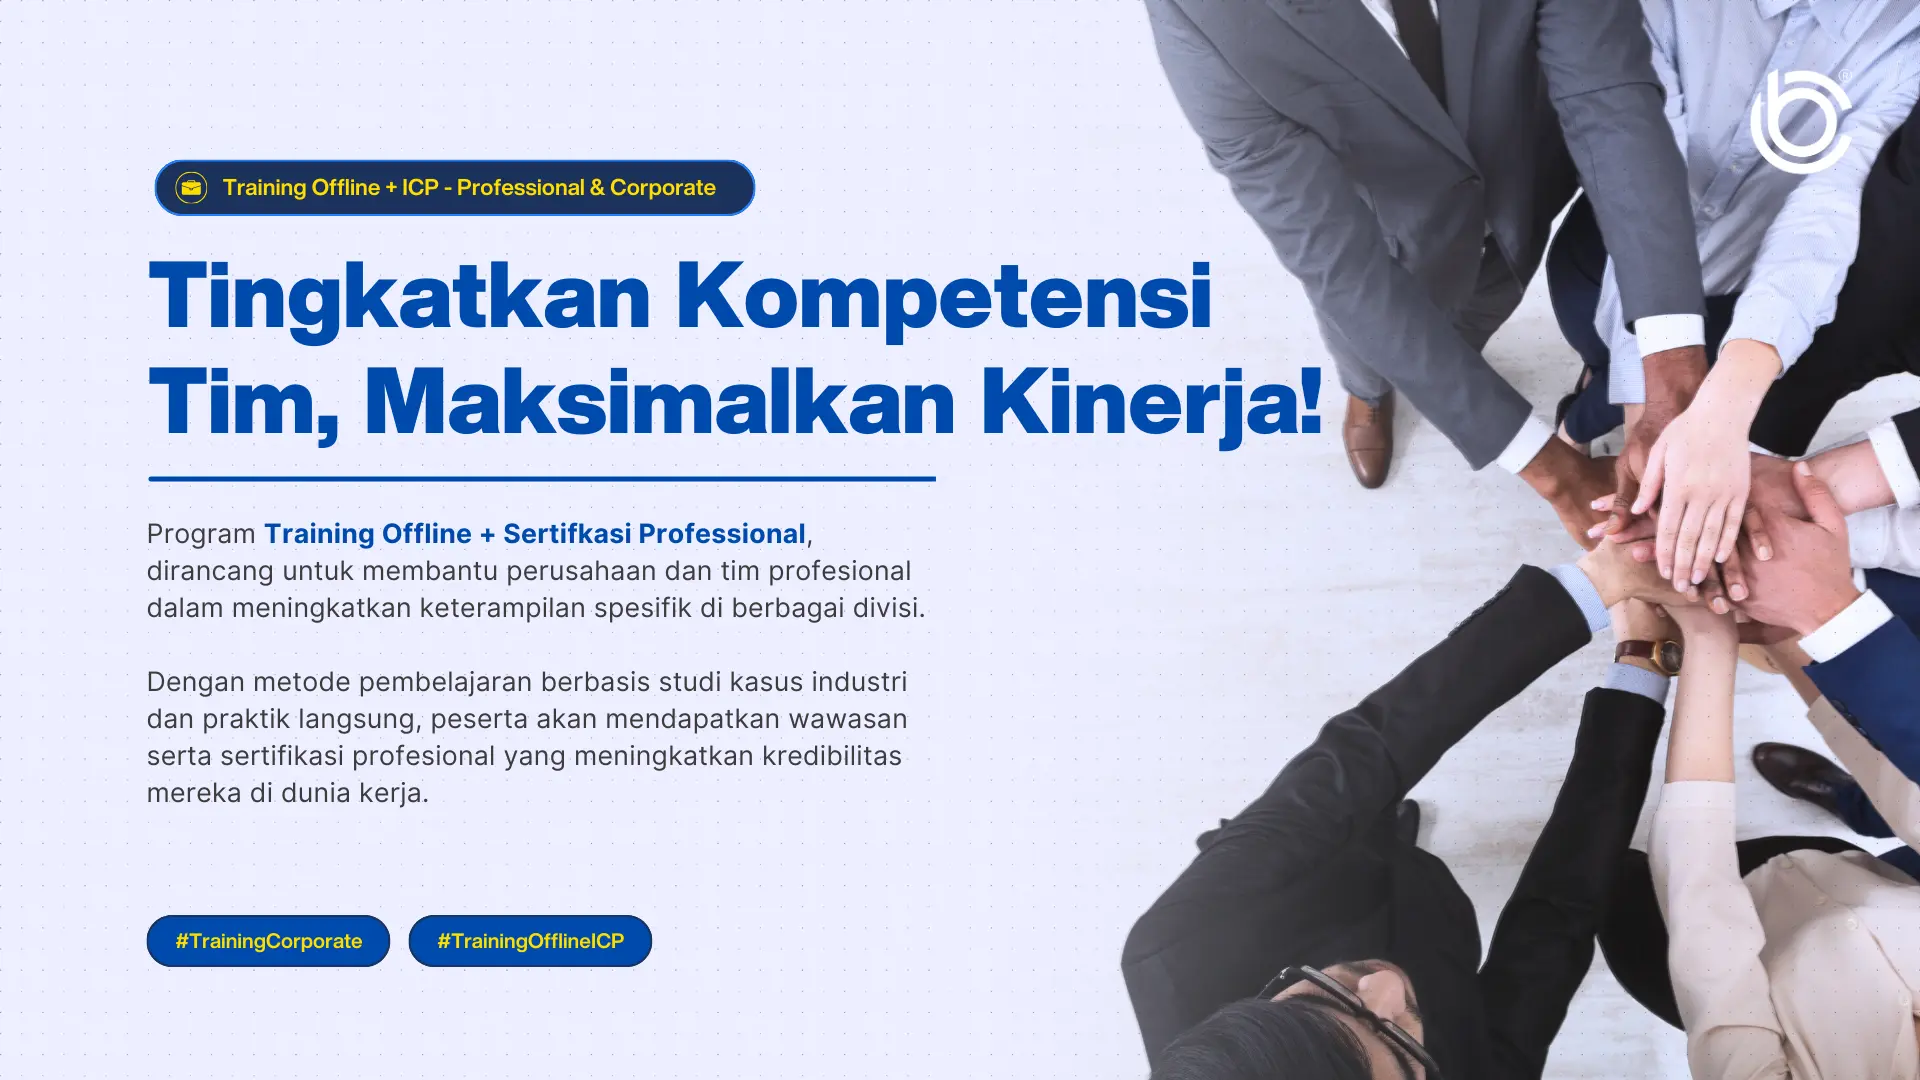 Training Offline + ICP - Professional & Corporate
Tingkatkan Kompetensi
Tim, Maksimalkan Kinerja!
Program Training Offline + Sertifkasi Professional,
dirancang untuk membantu perusahaan dan tim profesional
dalam meningkatkan keterampilan spesifik di berbagai divisi.
Dengan metode pembelajaran berbasis studi kasus industri
dan praktik langsung, peserta akan mendapatkan wawasan
serta sertifikasi profesional yang meningkatkan kredibilitas
mereka di dunia kerja.
#TrainingCorporate
#TrainingOfflineICP